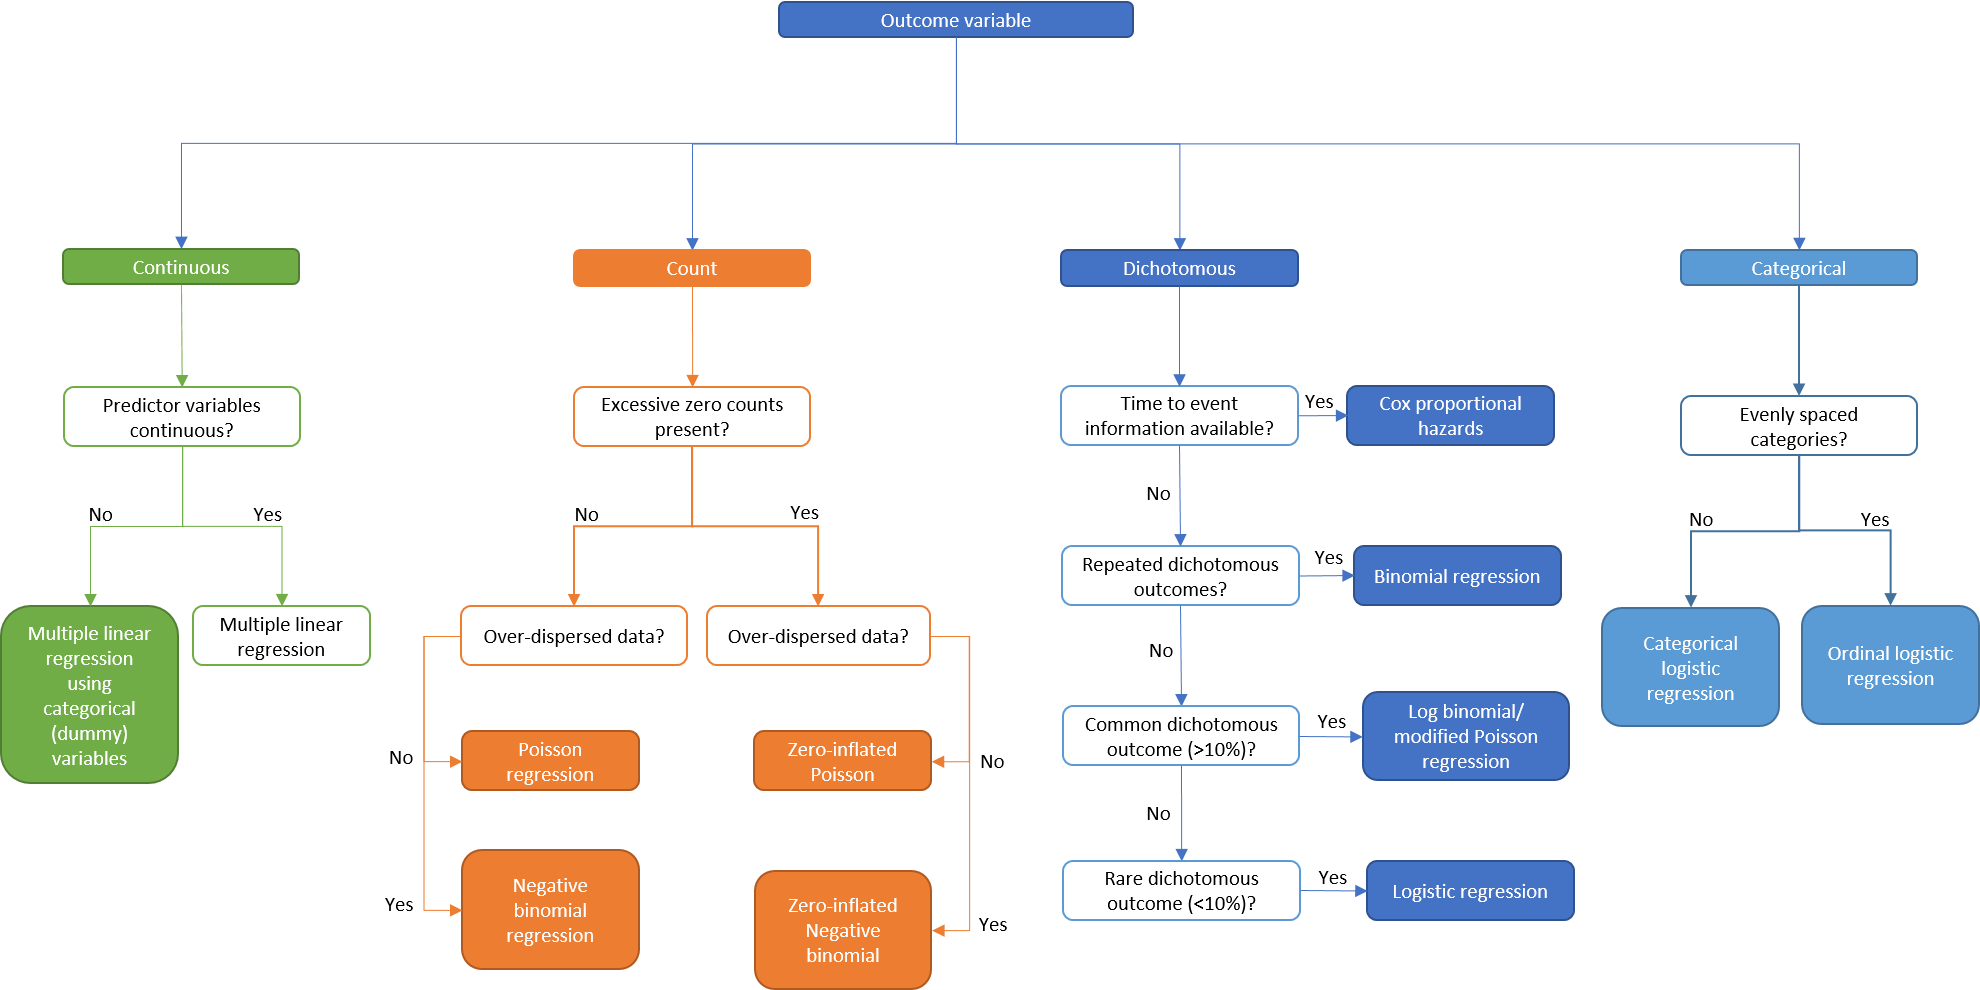 Outcome variable
Continuous
Count
Dichotomous
Categorical
Predictor variables
continuous?
Excessive zero counts
present?
Time to event
information available?
Yes
Cox proportional
hazards
Evenly spaced
categories?
No
Yes
No
Yes
No
No
Yes
Multiple linear
regression
using
categorical
(dummy)
variables
Multiple linear
regression
Over-dispersed data?
Over-dispersed data?
Repeated dichotomous
outcomes?
Yes
Binomial regression
Categorical
logistic
regression
Ordinal logistic
regression
No
No
Poisson
regression
Zero-inflated
Poisson
No
Common dichotomous
outcome (>10%)?
Yes
Log binomial/
modified Poisson
regression
No
Yes
Negative
binomial
regression
Zero-inflated
Negative
binomial
Yes
Rare dichotomous
outcome (<10%)?
Yes
Logistic regression